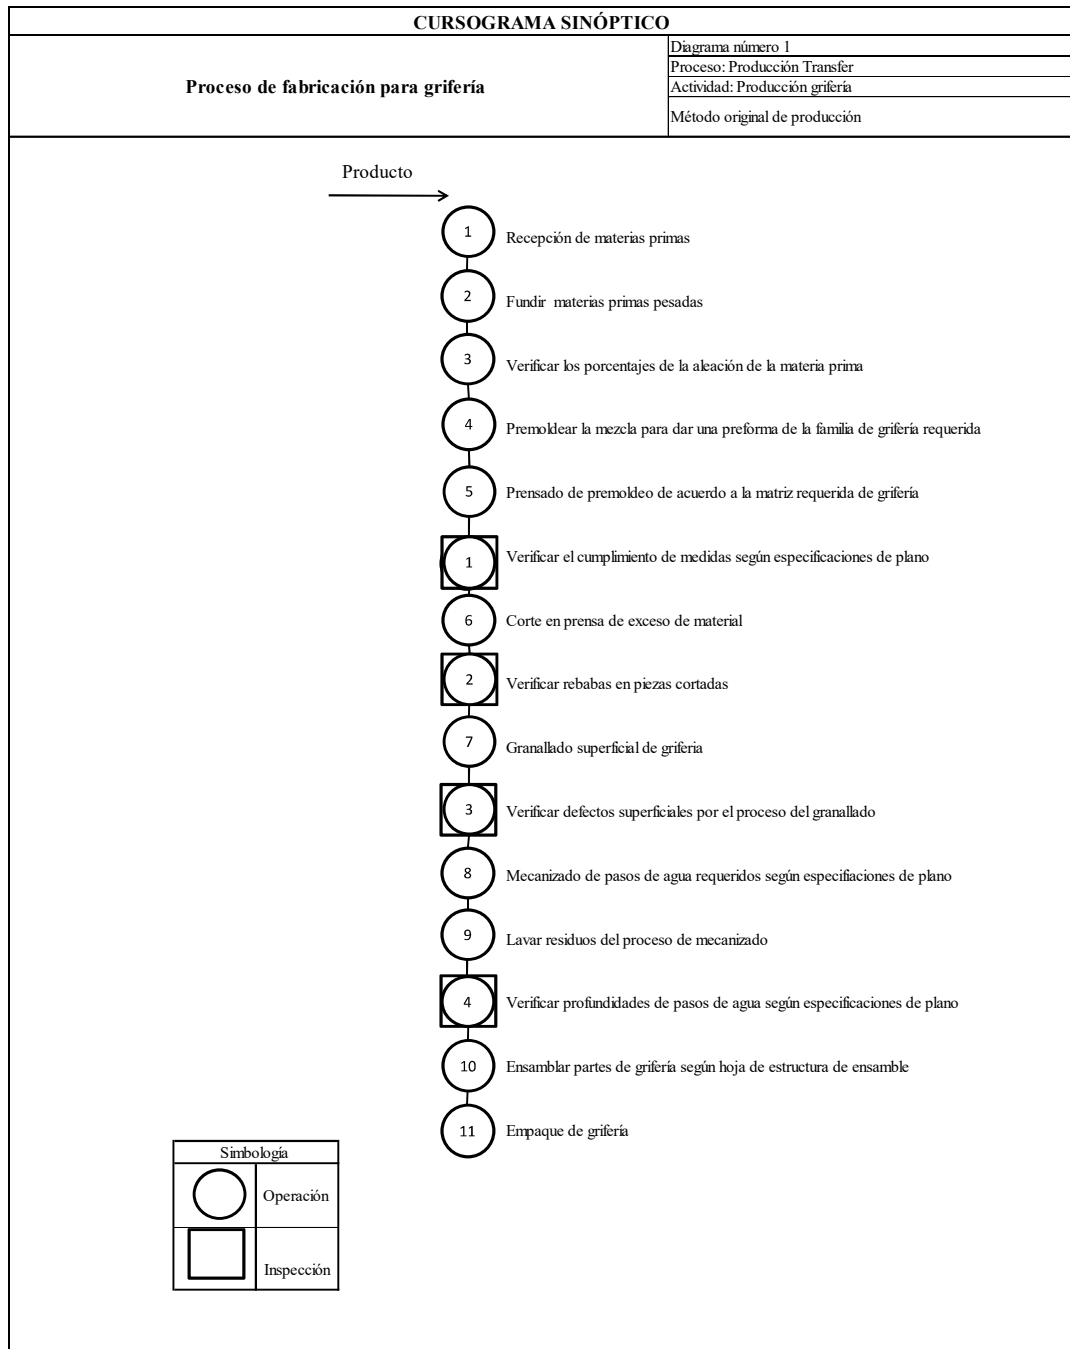 CURSOGRAMA SINÓPTICO
Proceso de fabricación para grifería
Diagrama número 1
Proceso: Producción Transfer
Actividad: Producción grifería
Método original de producción
Producto
1 Recepción de materias primas
2 Fundir materias primas pesadas
3 Verificar los porcentajes de la aleación de la materia prima
4 Premoldear la mezcla para dar una preforma de la familia de grifería requerida
5 Prensado de premoldeo de acuerdo a la matriz requerida de grifería
1 Verificar el cumplimiento de medidas según especificaciones de plano
6 Corte en prensa de exceso de material
2 Verificar rebabas en piezas cortadas
7 Granallado superficial de griferia
3 Verificar defectos superficiales por el proceso del granallado
8 Mecanizado de pasos de agua requeridos según especifiaciones de plano
9 Lavar residuos del proceso de mecanizado
4 Verificar profundidades de pasos de agua según especificaciones de plano
10 Ensamblar partes de grifería según hoja de estructura de ensamble
11 Empaque de grifería
Simbología
Operación
Inspección